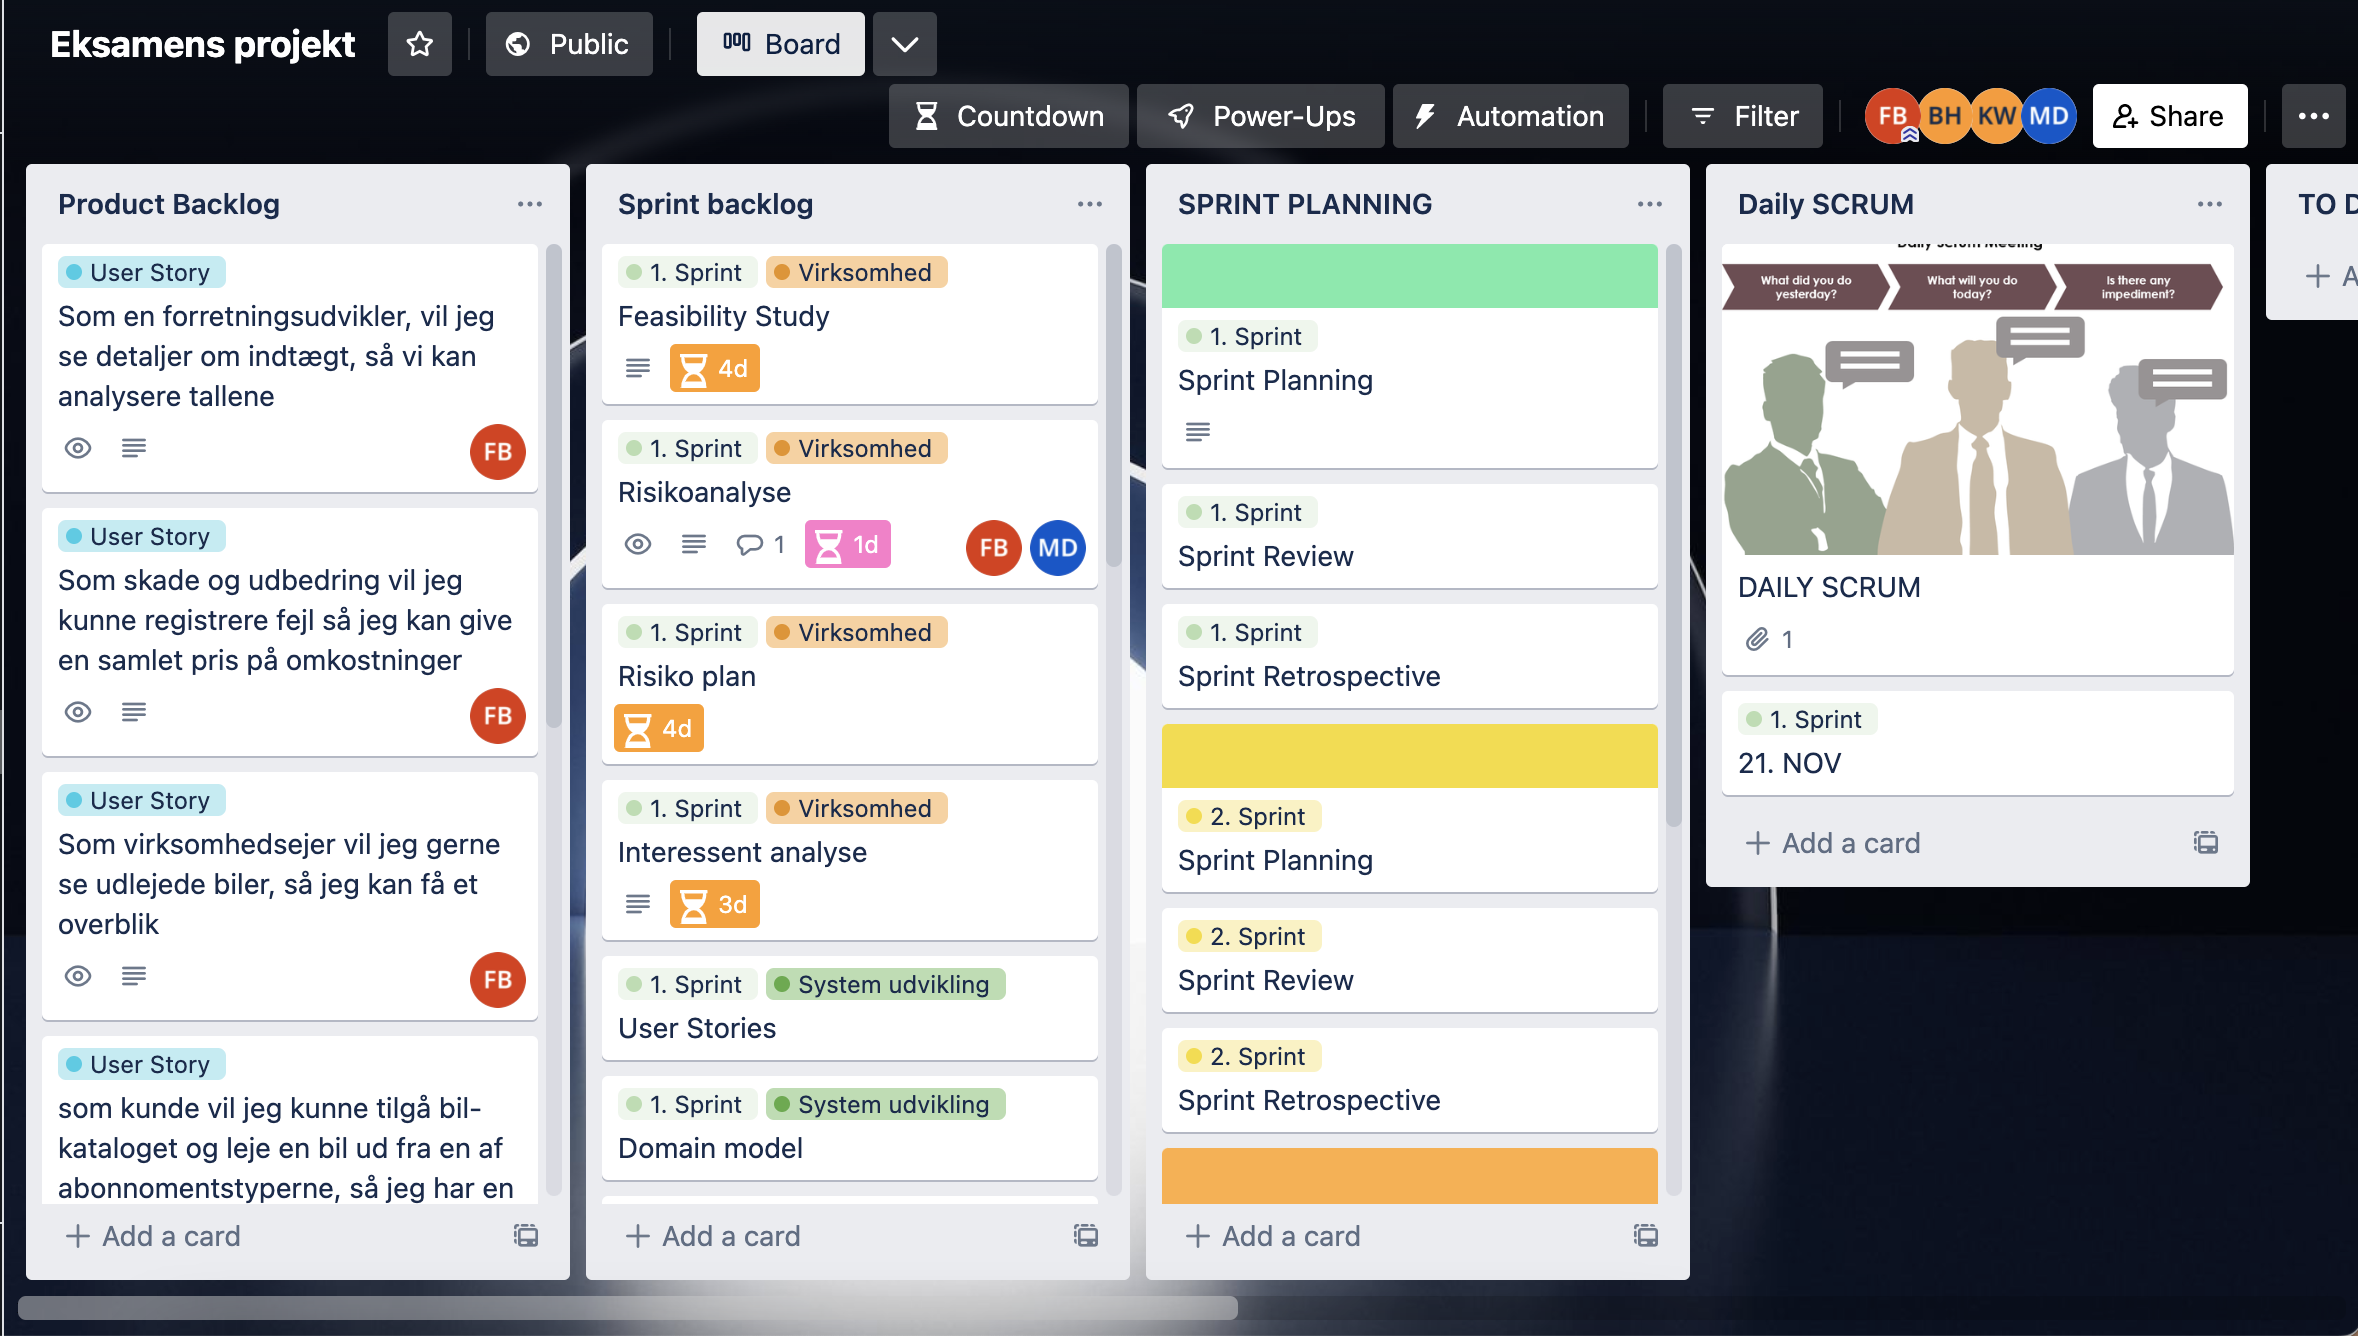 Eksamens projekt
Public
Board
Countdown
Power-Ups
Automation
Filter
FB BH KW MD
Share
Product Backlog
User Story
Som en forretningsudvikler, vil jeg
se detaljer om indtægt, så vi kan
analysere tallene
FB
User Story
Som skade og udbedring vil jeg
kunne registrere fejl så jeg kan give
en samlet pris på omkostninger
FB
User Story
Som virksomhedsejer vil jeg gerne
se udlejede biler, så jeg kan få et
overblik
FB
User Story
som kunde vil jeg kunne tilgå bil-
kataloget og leje en bil ud fra en af
abonnomentstyperne, så jeg har en
Add a card
Sprint backlog
1. Sprint Virksomhed
Feasibility Study
4d
1. Sprint Virksomhed
Risikoanalyse
1 1d FB MD
1. Sprint Virksomhed
Risiko plan
4d
1. Sprint Virksomhed
Interessent analyse
3d
1. Sprint System udvikling
User Stories
1. Sprint System udvikling
Domain model
Add a card
SPRINT PLANNING
1. Sprint
Sprint Planning
1. Sprint
Sprint Review
1. Sprint
Sprint Retrospective
2. Sprint
Sprint Planning
2. Sprint
Sprint Review
2. Sprint
Sprint Retrospective
Add a card
Daily SCRUM
Daily Scrum Meeting
What did you do
yesterday?
What will you do
today?
Is there any
impediment?
DAILY SCRUM
1
1. Sprint
21. NOV
Add a card
TO